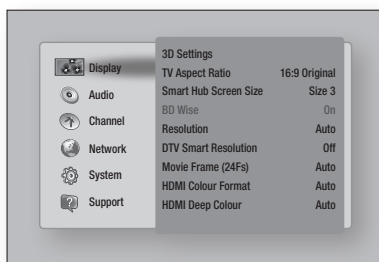 Display
Audio
Channel
Network
System
Support
3D Settings
TV Aspect Ratio 16:9 Original
Smart Hub Screen Size Size 3
BD Wise On
Resolution Auto
DTV Smart Resolution Off
Movie Frame (24Fs) Auto
HDMI Colour Format Auto
HDMI Deep Colour Auto